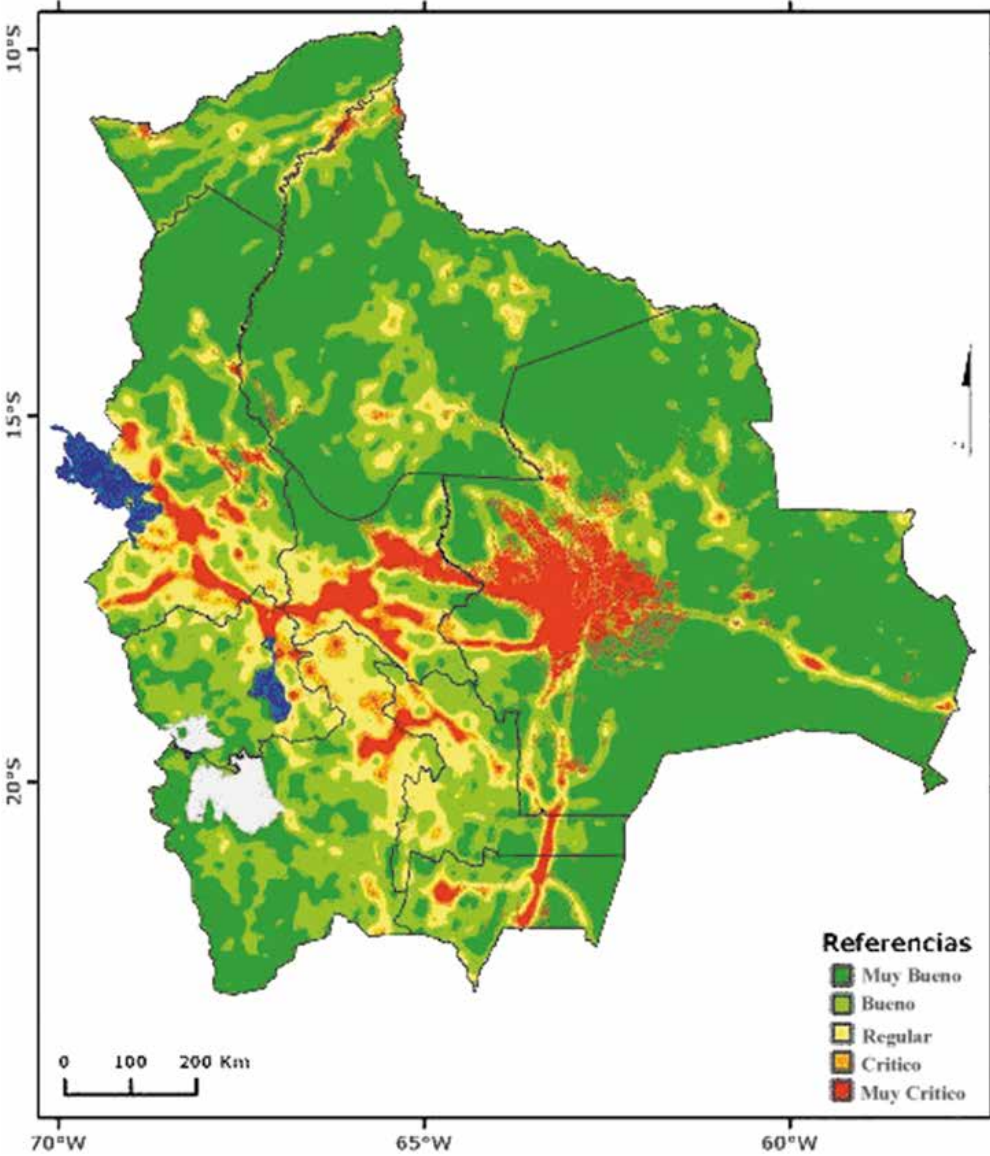 10°S
15°S
20°S
Referencias
Muy Bueno
Bueno
Regular
Critico
Muy Critico
0 100 200 Km
70°W 65°W 60°W